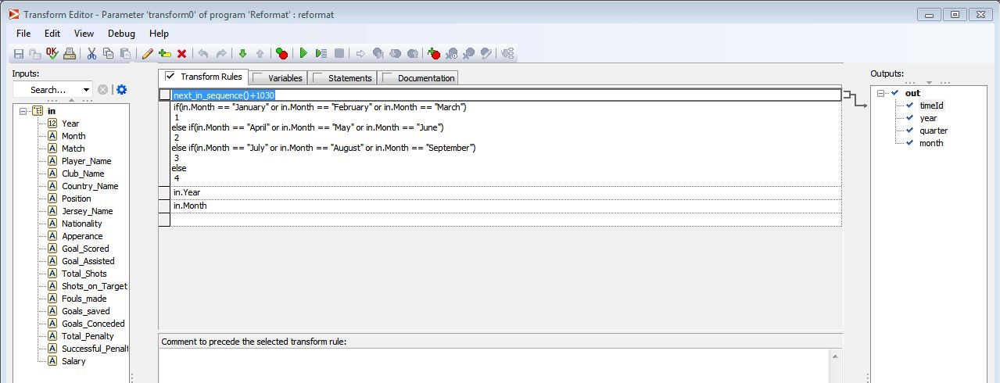 Transform Editor - Parameter 'transform0' of program 'Reformat' : reformat
File Edit View Debug Help
OK
Inputs:
Search...
in
12 Year
A Month
A Match
A Player_Name
A Club_Name
A Country_Name
A Position
A Jersey_Name
A Nationality
A Apperance
A Goal_Scored
A Goal_Assisted
A Total_Shots
A Shots_on_Target
A Fouls_made
A Goals_saved
A Goals_Conceded
A Total_Penalty
A Successful_Penalt
A Salary
Transform Rules Variables Statements Documentation
next_in_sequence()+1030
if(in.Month == "January" or in.Month == "February" or in.Month == "March")
1
else if(in.Month == "April" or in.Month == "May" or in.Month == "June")
2
else if(in.Month == "July" or in.Month == "August" or in.Month == "September")
3
else
4
in.Year
in.Month
Comment to precede the selected transform rule:
Outputs:
out
timeId
year
quarter
month